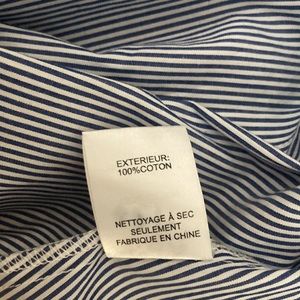 EXTERIEUR:
100%COTON
NETTOYAGE À SEC
SEULEMENT
FABRIQUE EN CHINE